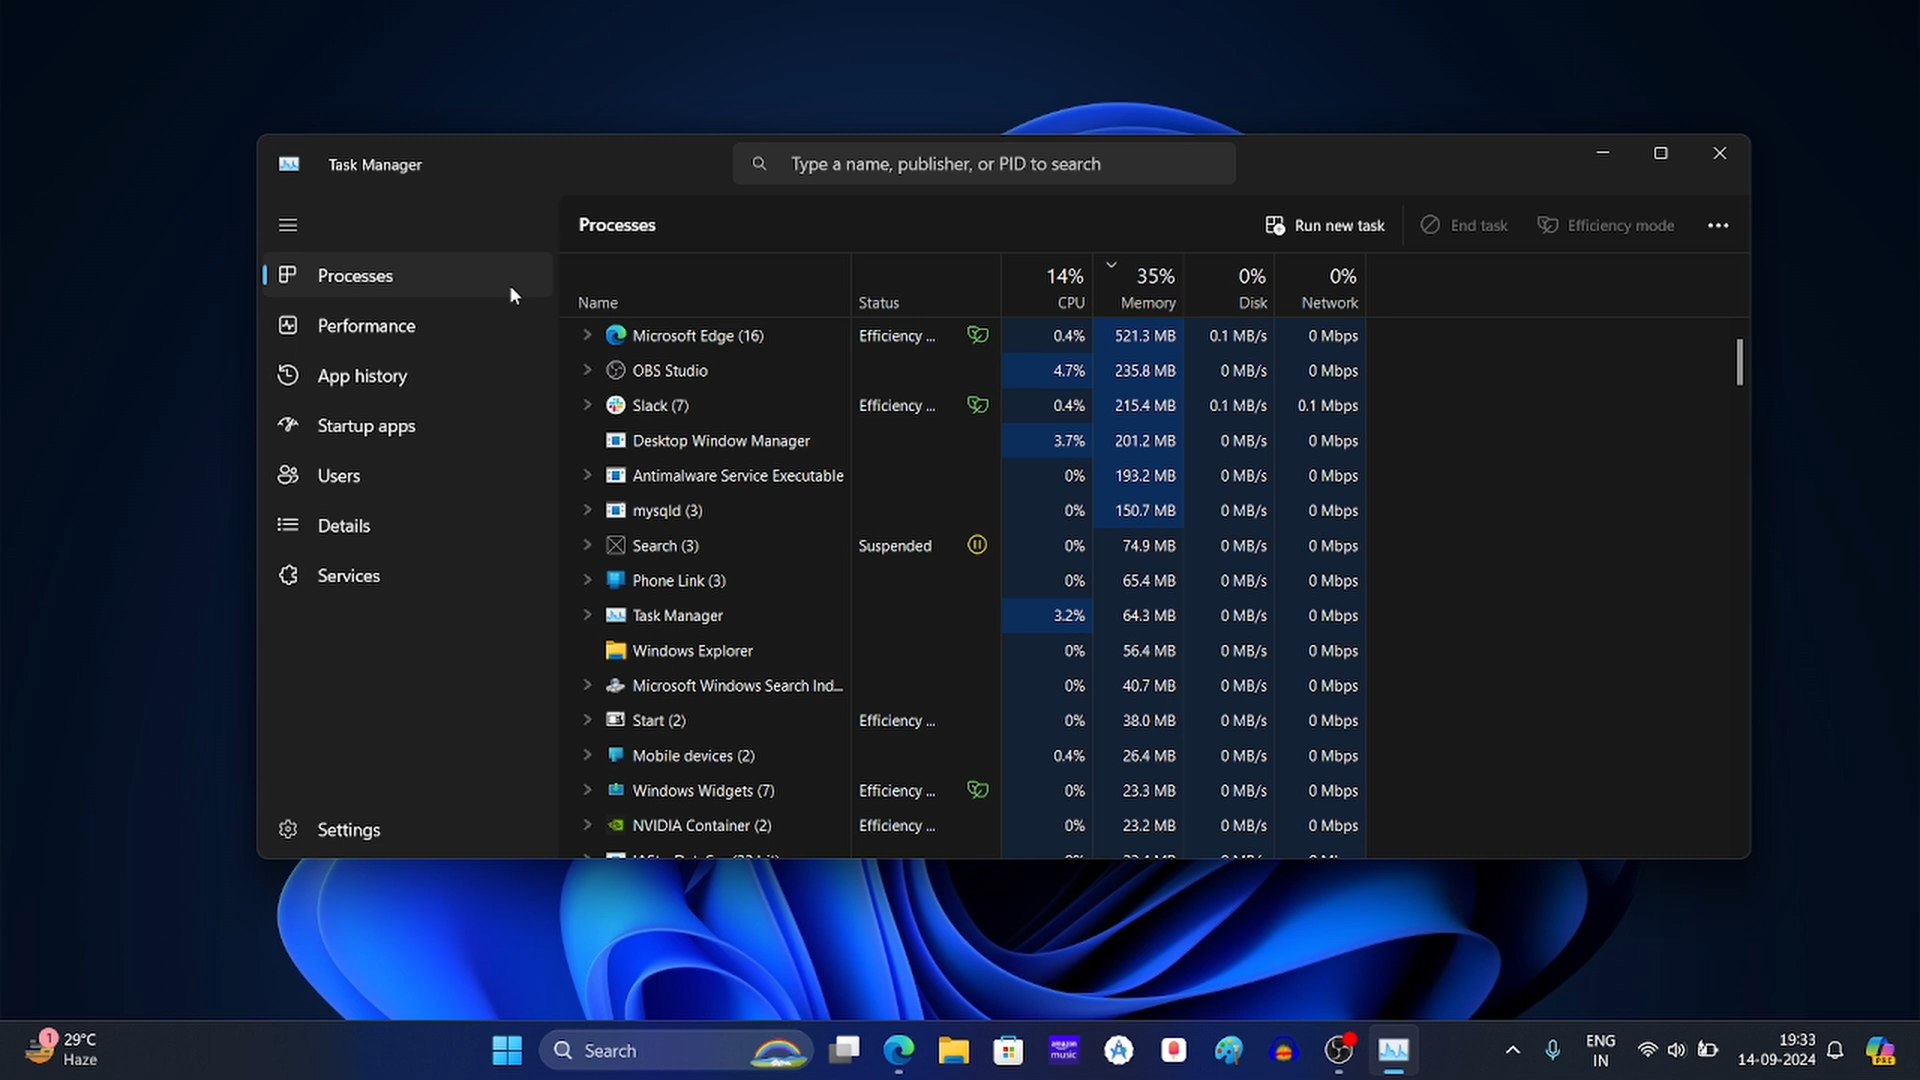 Task Manager
Type a name, publisher, or PID to search
Processes
Run new task
End task
Efficiency mode
Processes
Performance
App history
Startup apps
Users
Details
Services
Settings
14% 35% 0% 0%
Name Status CPU Memory Disk Network
Microsoft Edge (16) Efficiency ... 0.4% 521.3 MB 0.1 MB/s 0 Mbps
OBS Studio 4.7% 235.8 MB 0 MB/s 0 Mbps
Slack (7) Efficiency ... 0.4% 215.4 MB 0.1 MB/s 0.1 Mbps
Desktop Window Manager 3.7% 201.2 MB 0 MB/s 0 Mbps
Antimalware Service Executable 0% 193.2 MB 0 MB/s 0 Mbps
mysqld (3) 0% 150.7 MB 0 MB/s 0 Mbps
Search (3) Suspended 0% 74.9 MB 0 MB/s 0 Mbps
Phone Link (3) 0% 65.4 MB 0 MB/s 0 Mbps
Task Manager 3.2% 64.3 MB 0 MB/s 0 Mbps
Windows Explorer 0% 56.4 MB 0 MB/s 0 Mbps
Microsoft Windows Search Ind... 0% 40.7 MB 0 MB/s 0 Mbps
Start (2) Efficiency ... 0% 38.0 MB 0 MB/s 0 Mbps
Mobile devices (2) 0.4% 26.4 MB 0 MB/s 0 Mbps
Windows Widgets (7) Efficiency ... 0% 23.3 MB 0 MB/s 0 Mbps
NVIDIA Container (2) Efficiency ... 0% 23.2 MB 0 MB/s 0 Mbps
1
29°C
Haze
Search
amazon
music
ENG
IN
19:33
14-09-2024
PRE